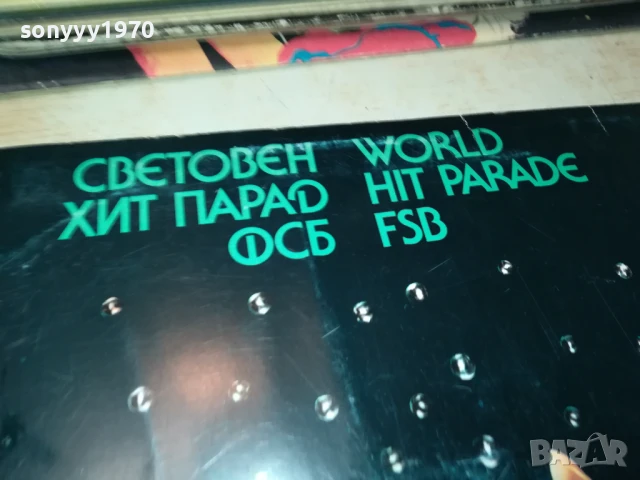 sonyyy1970
СВЕТОВЕН WORLD
ХИТ ПАРАД HIT PARADE
ФСБ FSB
BAZAR